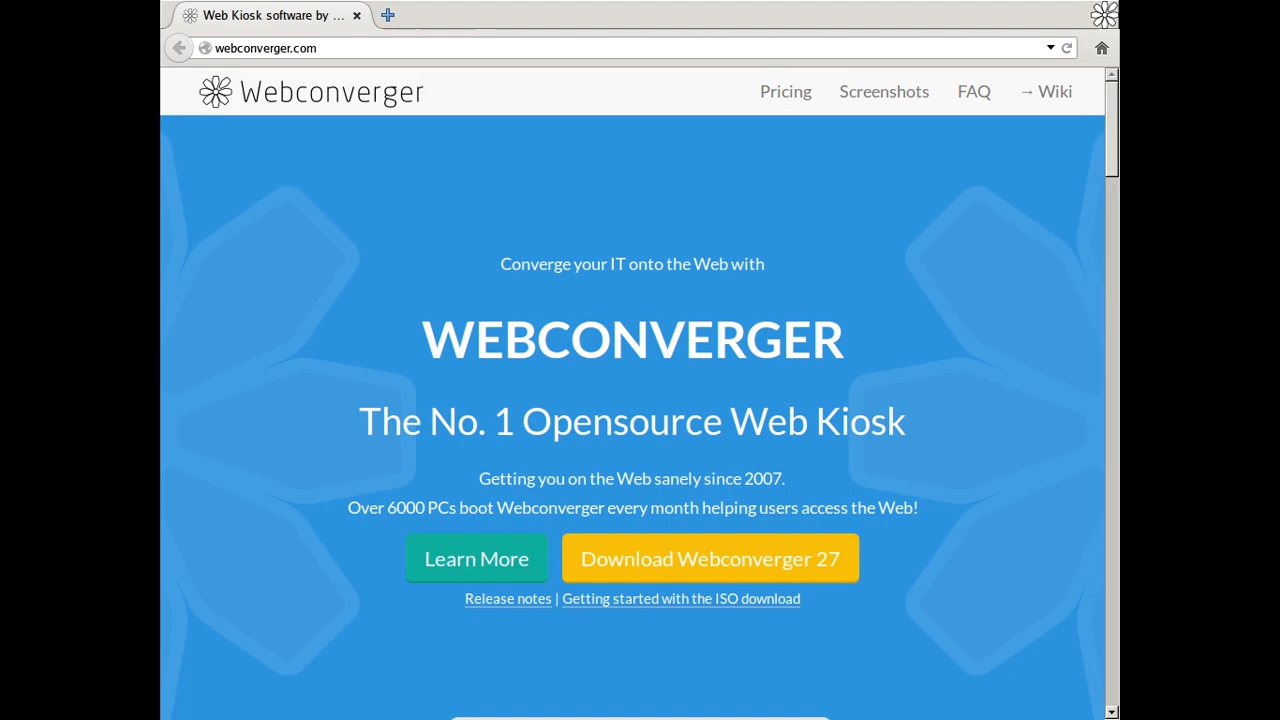 Web Kiosk software by ...
webconverger.com
Webconverger
Pricing Screenshots FAQ → Wiki
Converge your IT onto the Web with
WEBCONVERGER
The No. 1 Opensource Web Kiosk
Getting you on the Web sanely since 2007.
Over 6000 PCs boot Webconverger every month helping users access the Web!
Learn More Download Webconverger 27
Release notes | Getting started with the ISO download